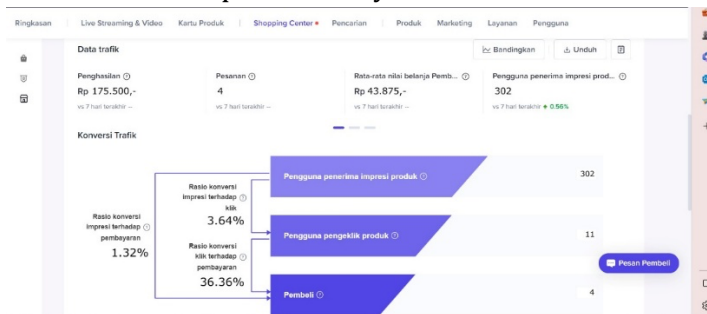 Ringkasan Live Streaming & Video Kartu Produk Shopping Center Pencarian Produk Marketing Layanan Pengguna
Data trafik Bandingkan Unduh
Penghasilan Pesanan Rata-rata nilai belanja Pemb... Pengguna penerima impresi prod...
Rp 175.500,- 4 Rp 43.875,- 302
vs 7 hari terakhir -- vs 7 hari terakhir -- vs 7 hari terakhir -- vs 7 hari terakhir 0.56%
Konversi Trafik
Pengguna penerima impresi produk 302
Rasio konversi
impresi terhadap
klik
3.64%
Rasio konversi
impresi terhadap
pembayaran
1.32%
Pengguna pengeklik produk 11
Rasio konversi
klik terhadap
pembayaran
36.36%
Pesan Pembeli
Pembeli 4